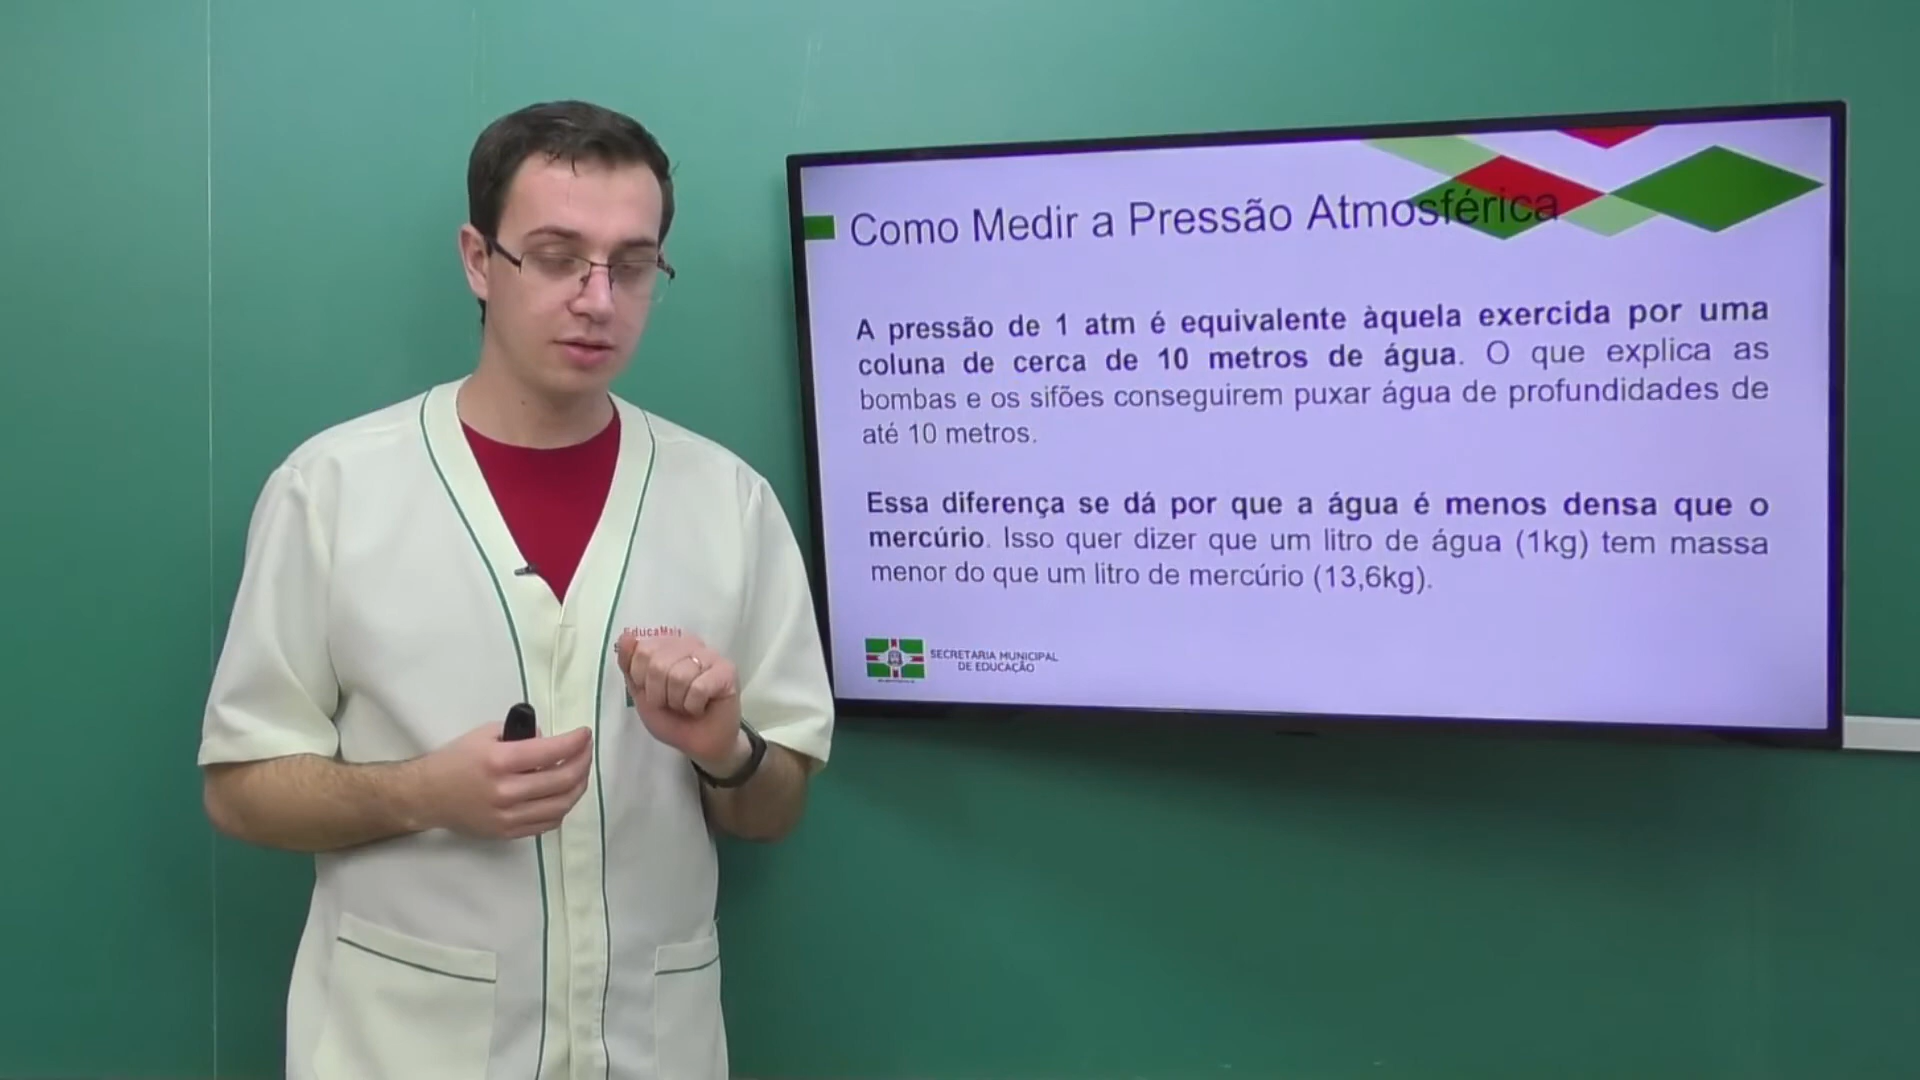 Como Medir a Pressão Atmosférica
A pressão de 1 atm é equivalente àquela exercida por uma
coluna de cerca de 10 metros de água. O que explica as
bombas e os sifões conseguirem puxar água de profundidades de
até 10 metros.
Essa diferença se dá por que a água é menos densa que o
mercúrio. Isso quer dizer que um litro de água (1kg) tem massa
menor do que um litro de mercúrio (13,6kg).
SECRETARIA MUNICIPAL
DE EDUCAÇÃO
EducaMais